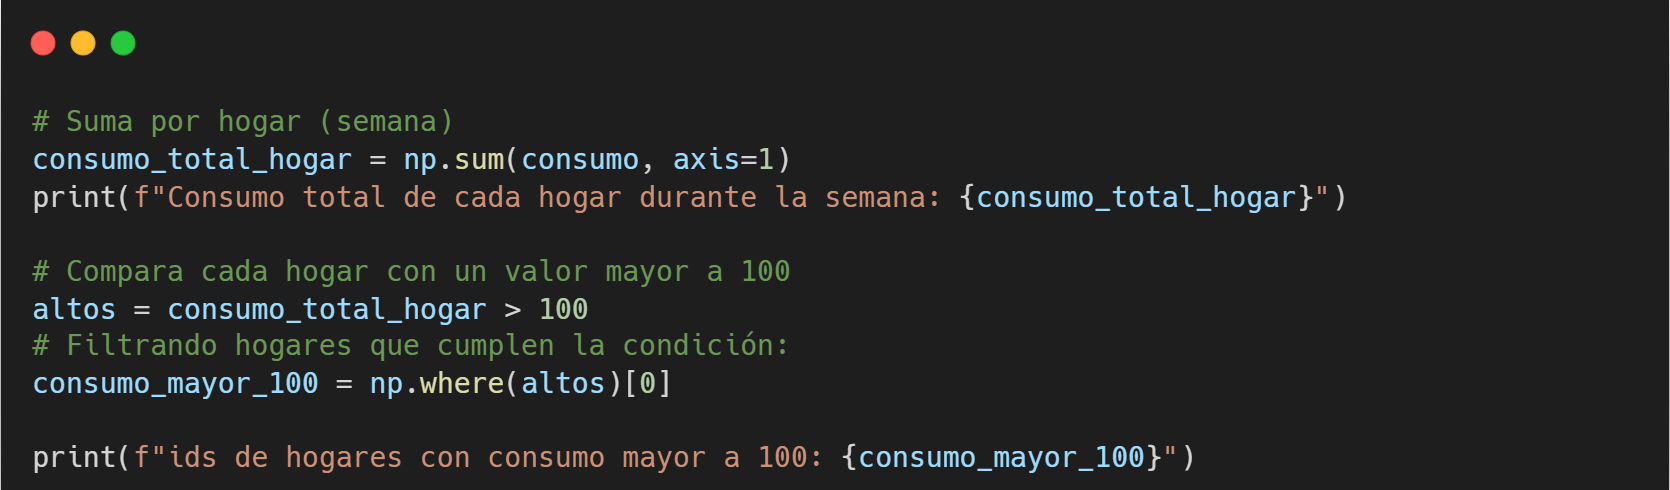 # Suma por hogar (semana)
consumo_total_hogar = np.sum(consumo, axis=1)
print(f"Consumo total de cada hogar durante la semana: {consumo_total_hogar}")
# Compara cada hogar con un valor mayor a 100
altos = consumo_total_hogar > 100
# Filtrando hogares que cumplen la condición:
consumo_mayor_100 = np.where(altos)[0]
print(f"ids de hogares con consumo mayor a 100: {consumo_mayor_100}")